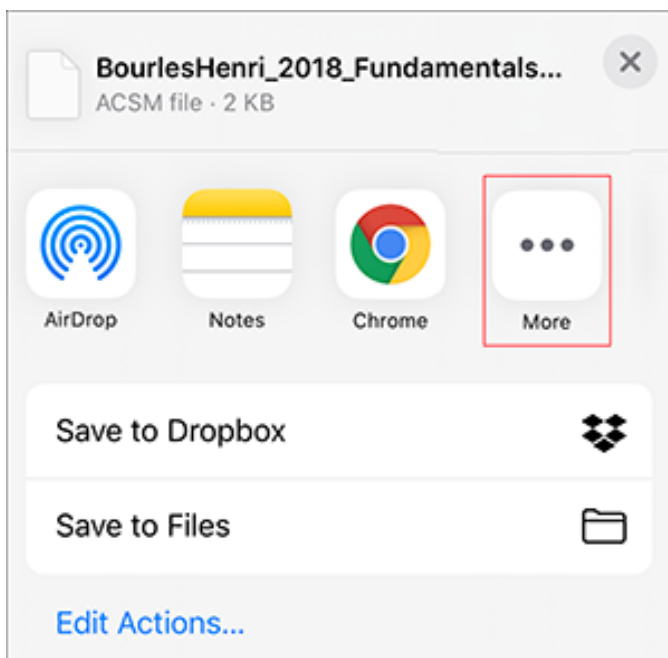 BourlesHenri_2018_Fundamentals...
ACSM file · 2 KB
AirDrop
Notes
Chrome
More
Save to Dropbox
Save to Files
Edit Actions...